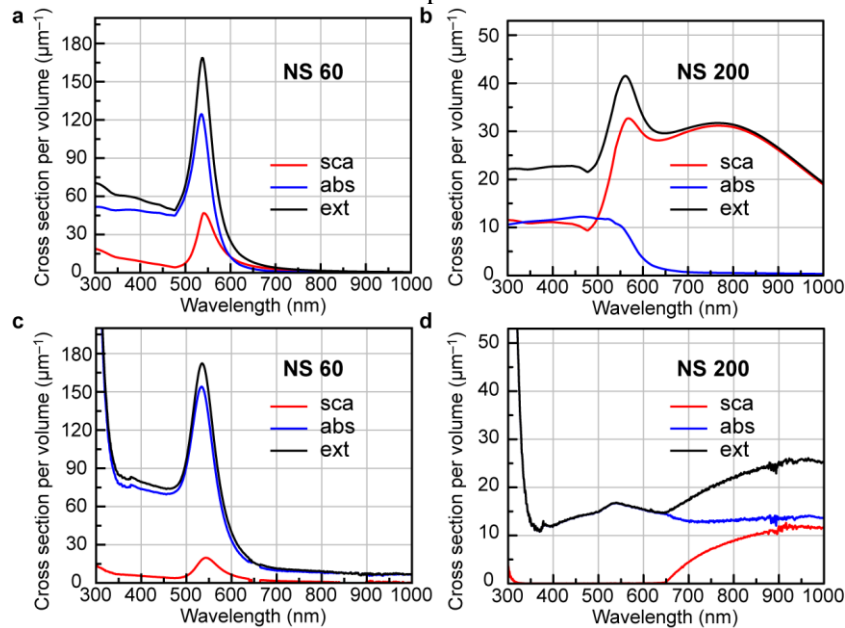 a
NS 60
sca
abs
ext
Cross section per volume (µm⁻¹)
180
150
120
90
60
30
0
300 400 500 600 700 800 900 1000
Wavelength (nm)
b
NS 200
sca
abs
ext
Cross section per volume (µm⁻¹)
50
40
30
20
10
0
300 400 500 600 700 800 900 1000
Wavelength (nm)
c
NS 60
sca
abs
ext
Cross section per volume (µm⁻¹)
180
150
120
90
60
30
0
300 400 500 600 700 800 900 1000
Wavelength (nm)
d
NS 200
sca
abs
ext
Cross section per volume (µm⁻¹)
50
40
30
20
10
0
300 400 500 600 700 800 900 1000
Wavelength (nm)